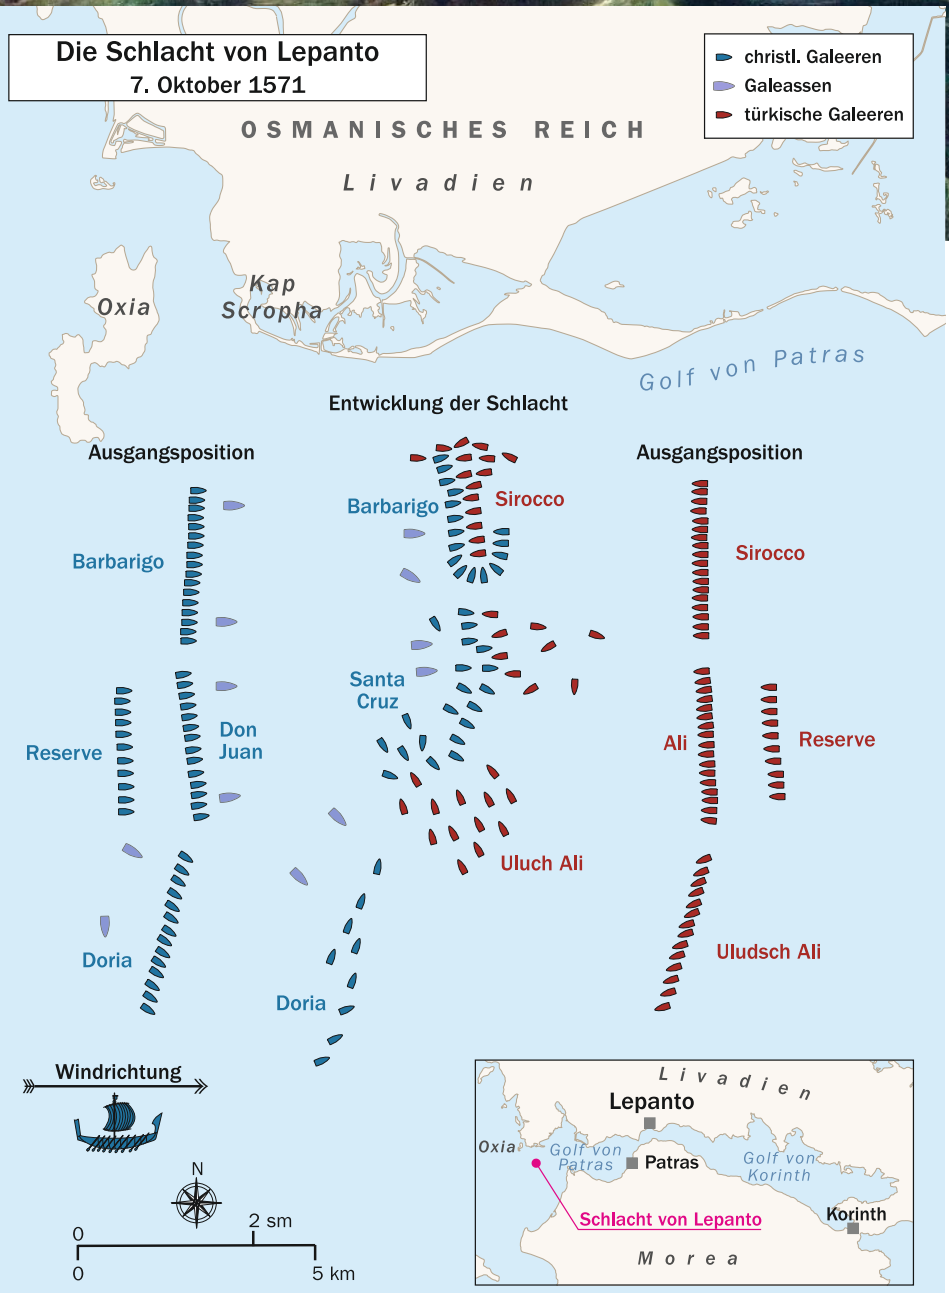 Die Schlacht von Lepanto
7. Oktober 1571
christl. Galeeren
Galeassen
türkische Galeeren
OSMANISCHES REICH
Livadien
Kap
Scropha
Oxia
Golf von Patras
Entwicklung der Schlacht
Ausgangsposition
Ausgangsposition
Barbarigo
Sirocco
Barbarigo
Sirocco
Santa
Cruz
Reserve
Don
Juan
Ali
Reserve
Uluch Ali
Doria
Uludsch Ali
Doria
Windrichtung
N
0
2 sm
0
5 km
Livadien
Lepanto
Oxia
Golf von
Patras
Patras
Golf von
Korinth
Korinth
Schlacht von Lepanto
Morea